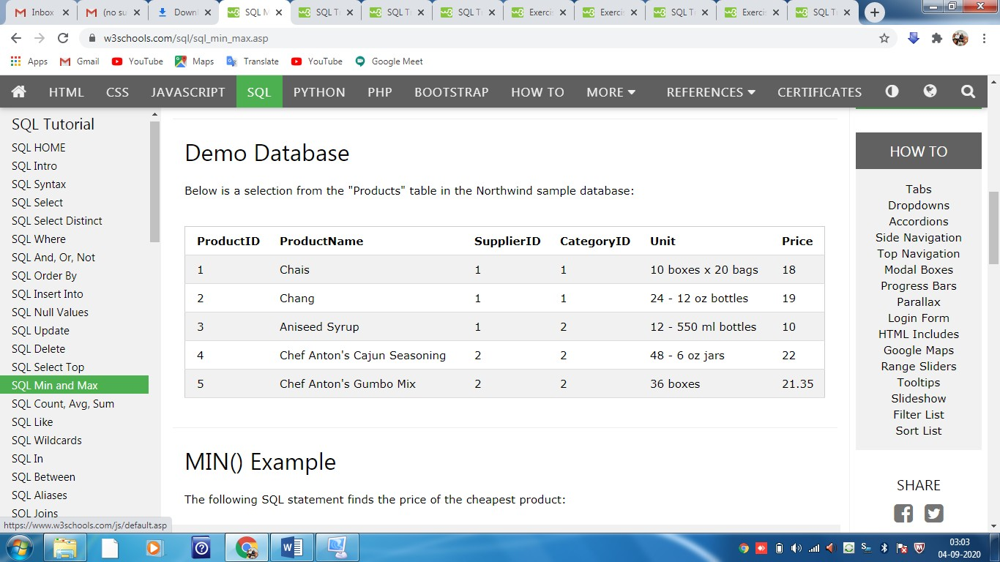 Inbox
(no su
Downl
SQL M
SQL T
SQL T
SQL T
Exerci
Exerci
SQL T
Exerci
SQL T
w3schools.com/sql/sql_min_max.asp
Apps Gmail YouTube Maps Translate YouTube Google Meet
HTML CSS JAVASCRIPT SQL PYTHON PHP BOOTSTRAP HOW TO MORE REFERENCES CERTIFICATES
SQL Tutorial
SQL HOME
SQL Intro
SQL Syntax
SQL Select
SQL Select Distinct
SQL Where
SQL And, Or, Not
SQL Order By
SQL Insert Into
SQL Null Values
SQL Update
SQL Delete
SQL Select Top
SQL Min and Max
SQL Count, Avg, Sum
SQL Like
SQL Wildcards
SQL In
SQL Between
SQL Aliases
SQL Joins
https://www.w3schools.com/js/default.asp
Demo Database
Below is a selection from the "Products" table in the Northwind sample database:
ProductID ProductName SupplierID CategoryID Unit Price
1 Chais 1 1 10 boxes x 20 bags 18
2 Chang 1 1 24 - 12 oz bottles 19
3 Aniseed Syrup 1 2 12 - 550 ml bottles 10
4 Chef Anton's Cajun Seasoning 2 2 48 - 6 oz jars 22
5 Chef Anton's Gumbo Mix 2 2 36 boxes 21.35
MIN() Example
The following SQL statement finds the price of the cheapest product:
HOW TO
Tabs
Dropdowns
Accordions
Side Navigation
Top Navigation
Modal Boxes
Progress Bars
Parallax
Login Form
HTML Includes
Google Maps
Range Sliders
Tooltips
Slideshow
Filter List
Sort List
SHARE
03:03
04-09-2020